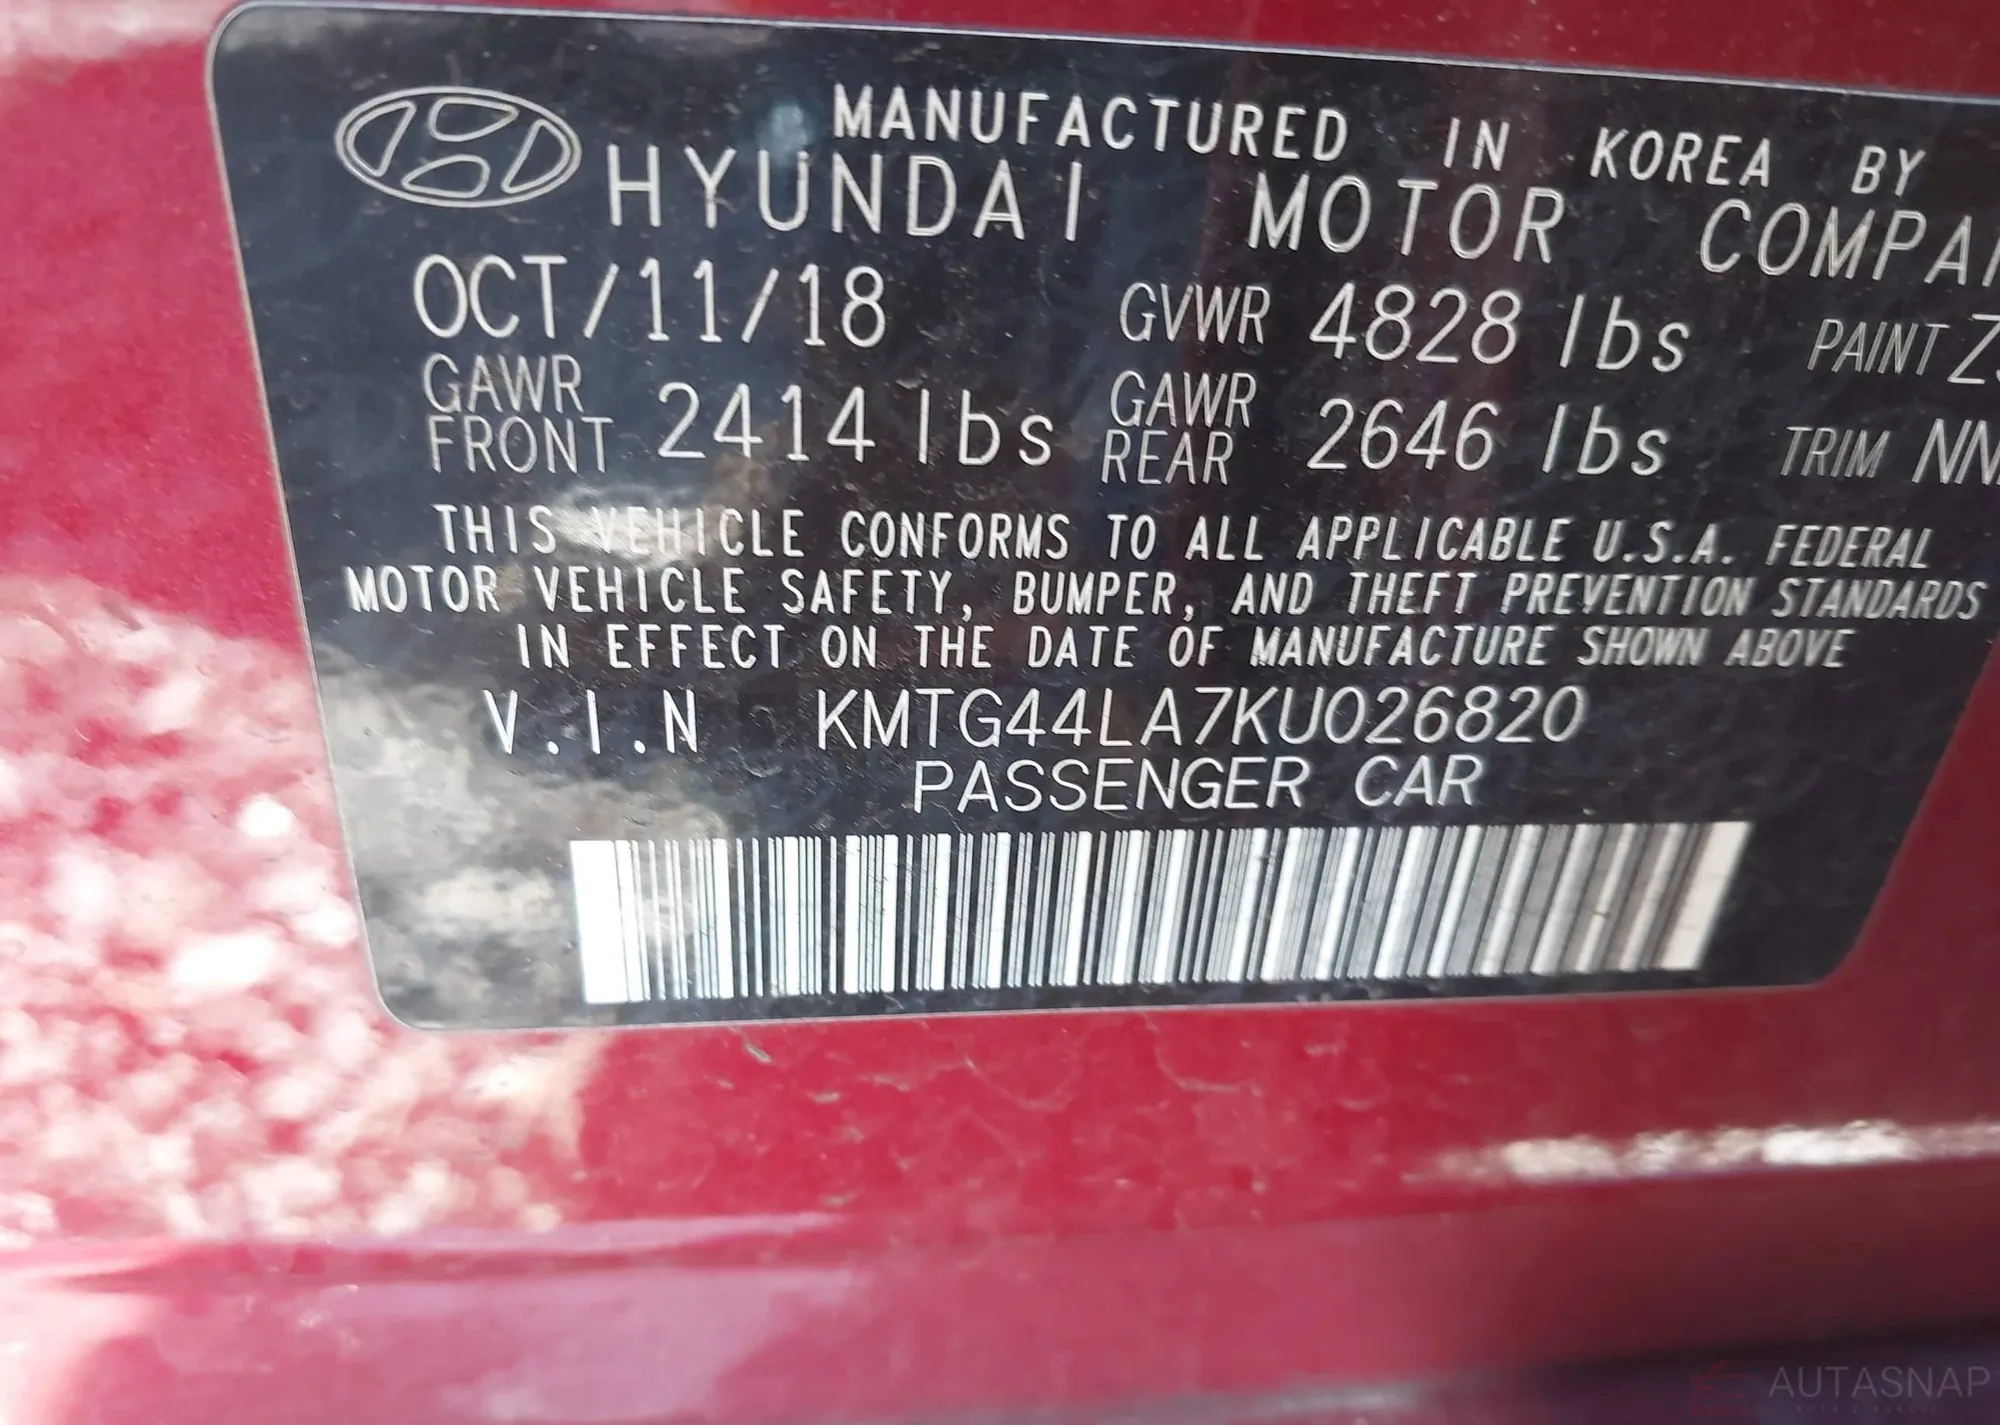 MANUFACTURED IN KOREA BY
HYUNDAI MOTOR COMPA
OCT/11/18 GVWR 4828 lbs PAINT
GAWR FRONT 2414 lbs GAWR REAR 2646 lbs TRIM
THIS VEHICLE CONFORMS TO ALL APPLICABLE U.S.A. FEDERAL
MOTOR VEHICLE SAFETY, BUMPER, AND THEFT PREVENTION STANDARDS
IN EFFECT ON THE DATE OF MANUFACTURE SHOWN ABOVE
V.I.N KMTG44LA7KU026820
PASSENGER CAR
AUTASNAP